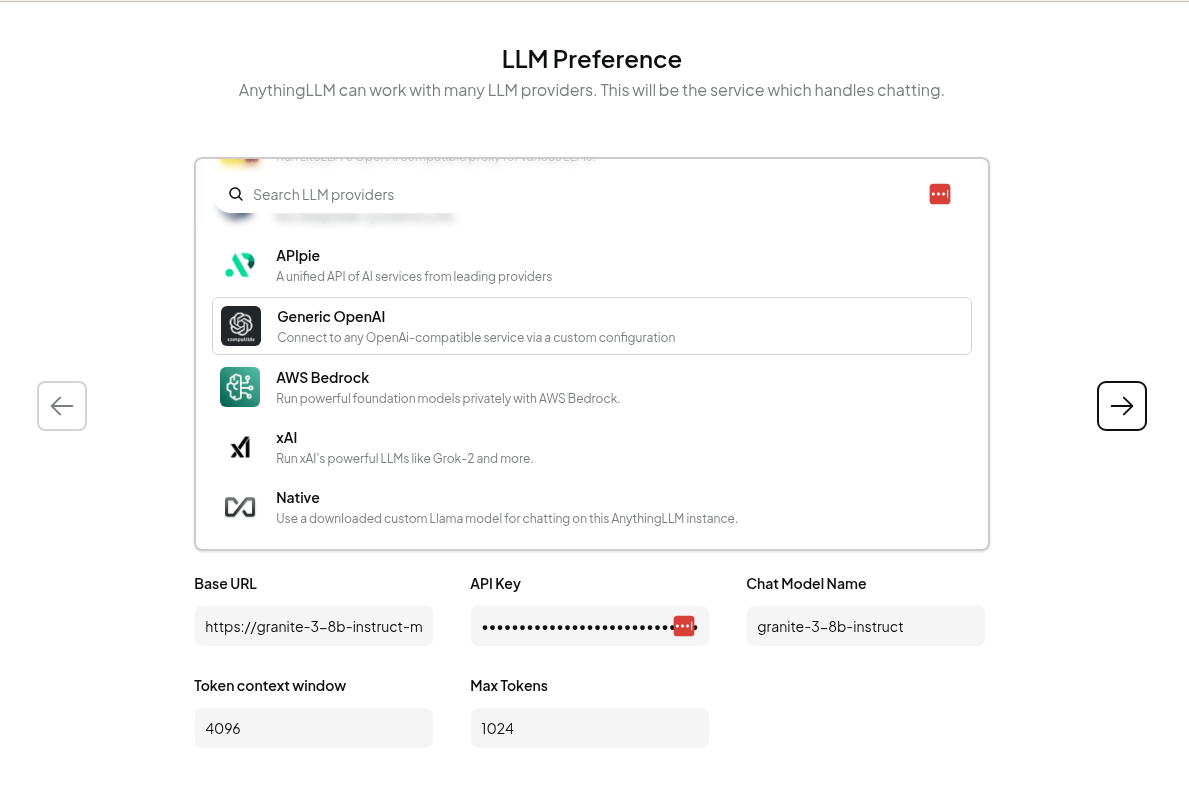 LLM Preference
AnythingLLM can work with many LLM providers. This will be the service which handles chatting.
Search LLM providers
APIpie
A unified API of AI services from leading providers
Generic OpenAI
Connect to any OpenAi-compatible service via a custom configuration
AWS Bedrock
Run powerful foundation models privately with AWS Bedrock.
xAI
Run xAI's powerful LLMs like Grok-2 and more.
Native
Use a downloaded custom Llama model for chatting on this AnythingLLM instance.
Base URL API Key Chat Model Name
https://granite-3-8b-instruct-m •••••••••••••••••••••••••• granite-3-8b-instruct
Token context window Max Tokens
4096 1024